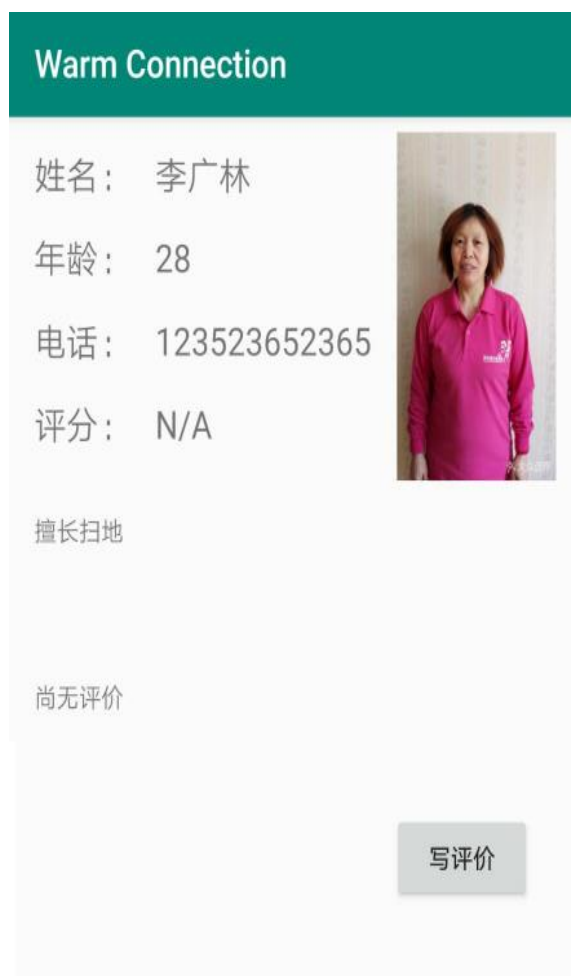 Warm Connection
姓名： 李广林
年龄： 28
电话： 123523652365
评分： N/A
擅长扫地
尚无评价
写评价